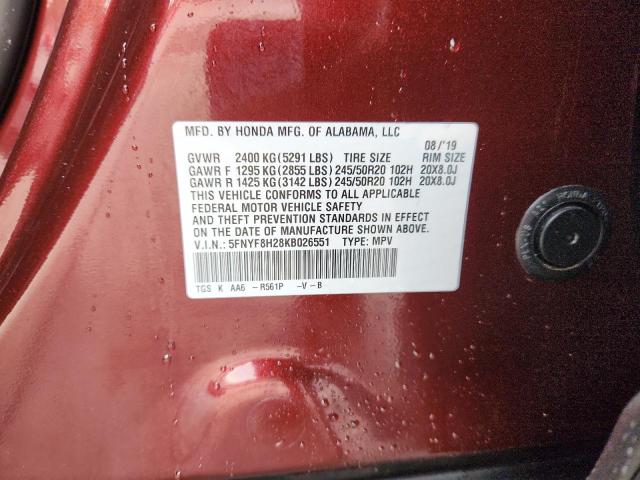 MFD. BY HONDA MFG. OF ALABAMA, LLC
08/'19
GVWR 2400 KG(5291 LBS) TIRE SIZE RIM SIZE
GAWR F 1295 KG(2855 LBS)245/50R20 102H 20X8.0J
GAWR R 1425 KG(3142 LBS)245/50R20 102H 20X8.0J
THIS VEHICLE CONFORMS TO ALL APPLICABLE
FEDERAL MOTOR VEHICLE SAFETY
AND THEFT PREVENTION STANDARDS IN EFFECT
ON THE DATE OF MANUFACTURE SHOWN ABOVE.
V.I.N.: 5FNYF8H28KB026551 TYPE: MPV
TGS K AA6 -R561P -V-B